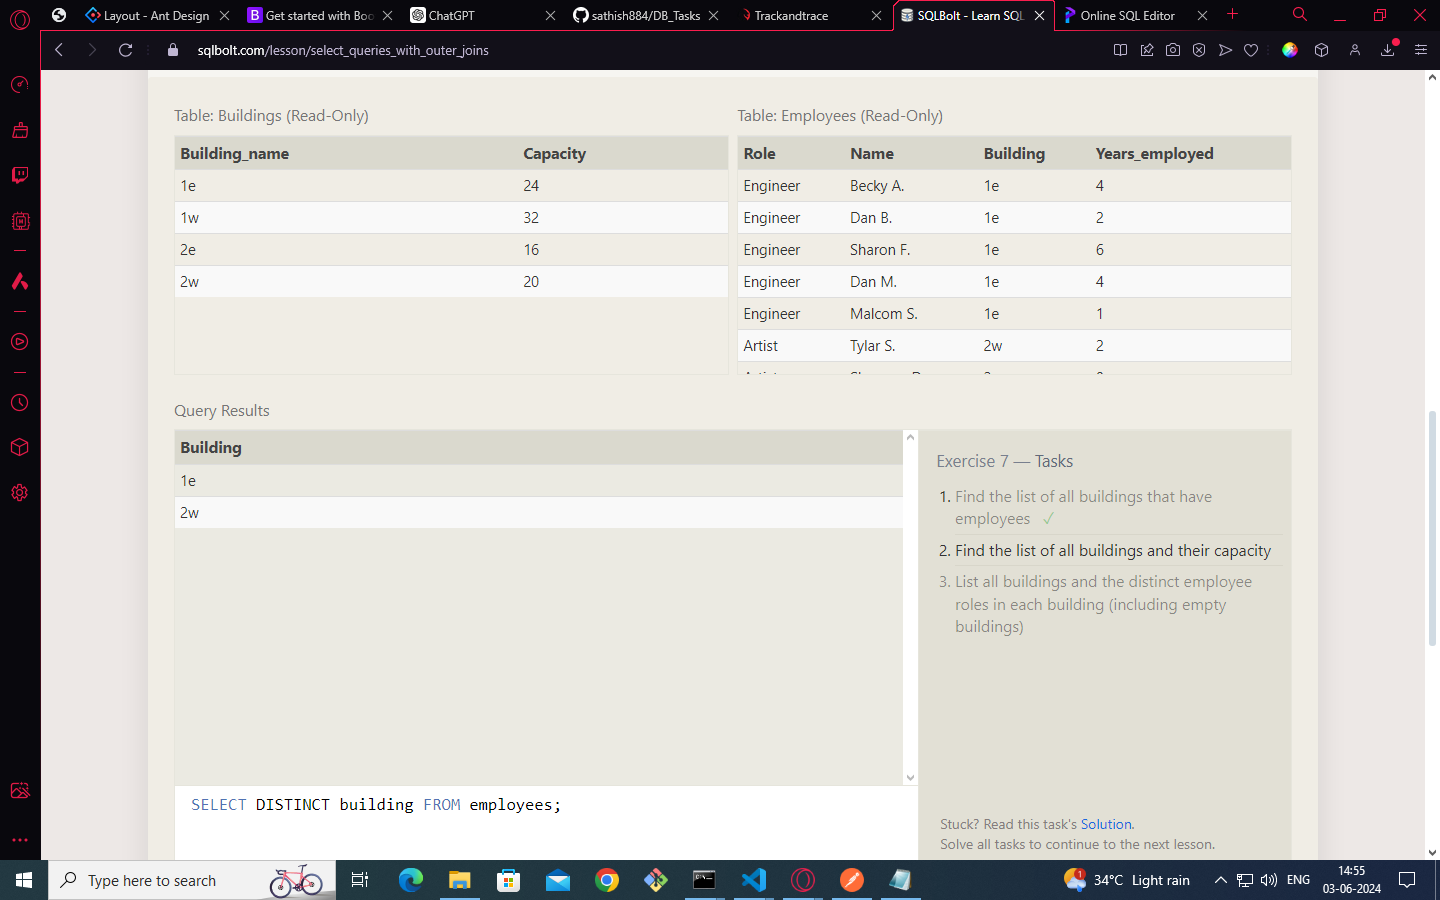 Layout - Ant Design
Get started with Boo
ChatGPT
sathish884/DB_Tasks
Trackandtrace
SQLBolt - Learn SQL
Online SQL Editor
sqlbolt.com/lesson/select_queries_with_outer_joins
Table: Buildings (Read-Only)
Building_name Capacity
1e 24
1w 32
2e 16
2w 20
Table: Employees (Read-Only)
Role Name Building Years_employed
Engineer Becky A. 1e 4
Engineer Dan B. 1e 2
Engineer Sharon F. 1e 6
Engineer Dan M. 1e 4
Engineer Malcom S. 1e 1
Artist Tylar S. 2w 2
Query Results
Building
1e
2w
Exercise 7 — Tasks
1. Find the list of all buildings that have
employees ✓
2. Find the list of all buildings and their capacity
3. List all buildings and the distinct employee
roles in each building (including empty
buildings)
Stuck? Read this task's Solution.
Solve all tasks to continue to the next lesson.
SELECT DISTINCT building FROM employees;
Type here to search
1
34°C Light rain
ENG
14:55
03-06-2024